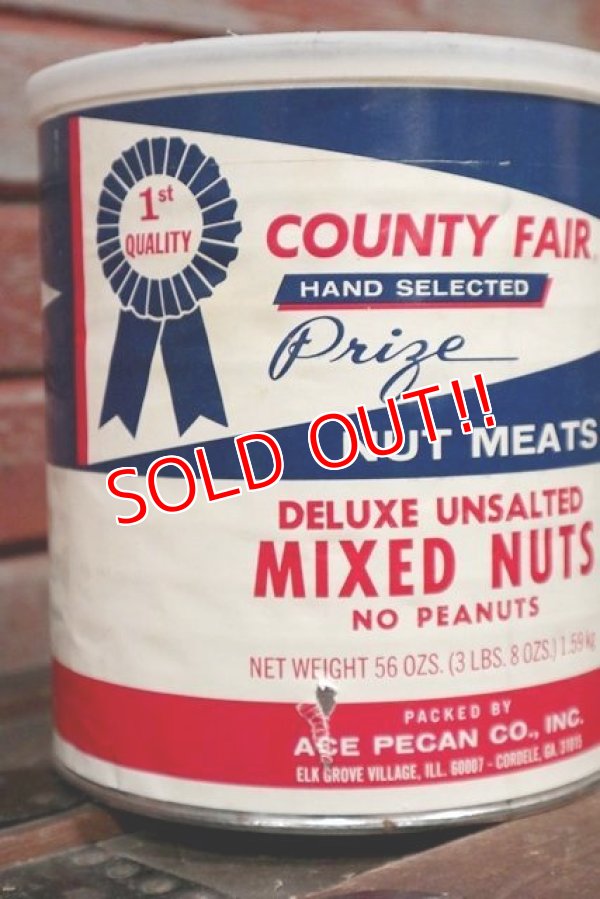 1st
QUALITY
COUNTY FAIR
HAND SELECTED
Prize
NUT MEATS
SOLD OUT!!
DELUXE UNSALTED
MIXED NUTS
NO PEANUTS
NET WEIGHT 56 OZS. (3 LBS. 8 OZS.) 1.59 kg
PACKED BY
ACE PECAN CO., INC.
ELK GROVE VILLAGE, ILL. 60007 - CORDELE, GA. 31015